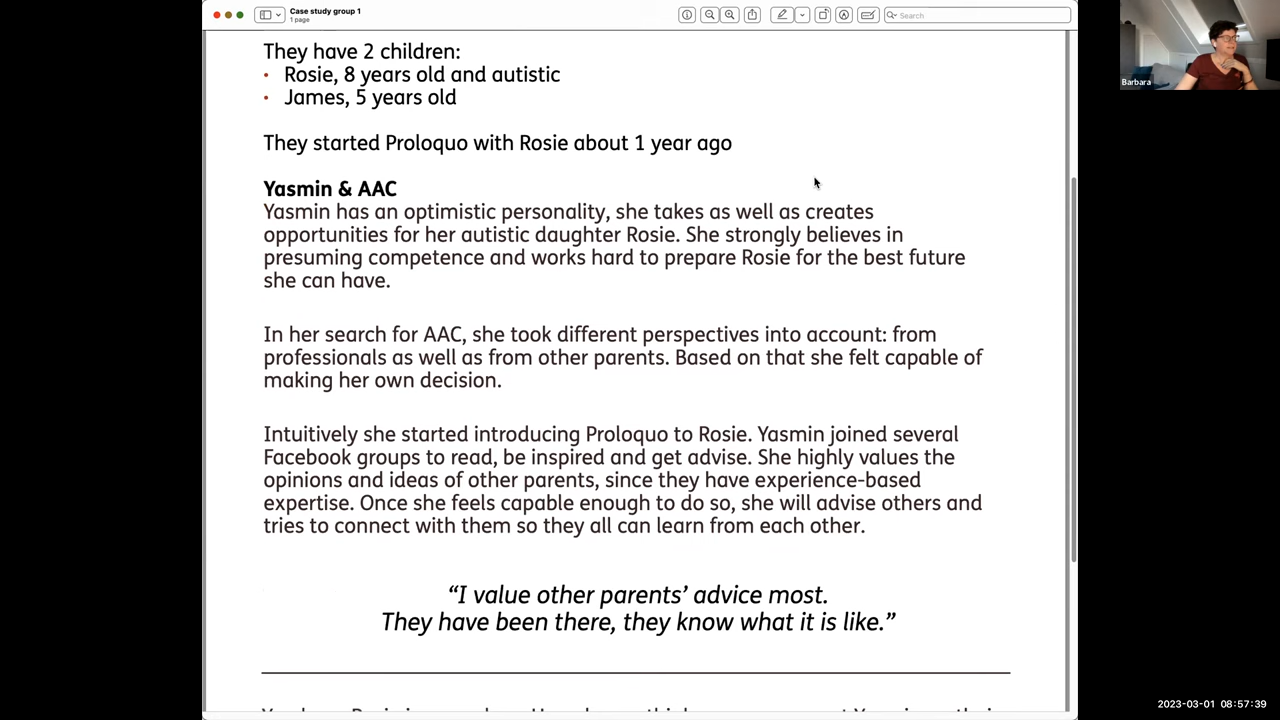 Case study group 1
1 page
Search
They have 2 children:
• Rosie, 8 years old and autistic
• James, 5 years old
They started Proloquo with Rosie about 1 year ago
Yasmin & AAC
Yasmin has an optimistic personality, she takes as well as creates
opportunities for her autistic daughter Rosie. She strongly believes in
presuming competence and works hard to prepare Rosie for the best future
she can have.
In her search for AAC, she took different perspectives into account: from
professionals as well as from other parents. Based on that she felt capable of
making her own decision.
Intuitively she started introducing Proloquo to Rosie. Yasmin joined several
Facebook groups to read, be inspired and get advise. She highly values the
opinions and ideas of other parents, since they have experience-based
expertise. Once she feels capable enough to do so, she will advise others and
tries to connect with them so they all can learn from each other.
“I value other parents’ advice most.
They have been there, they know what it is like.”
Barbara
2023-03-01 08:57:39